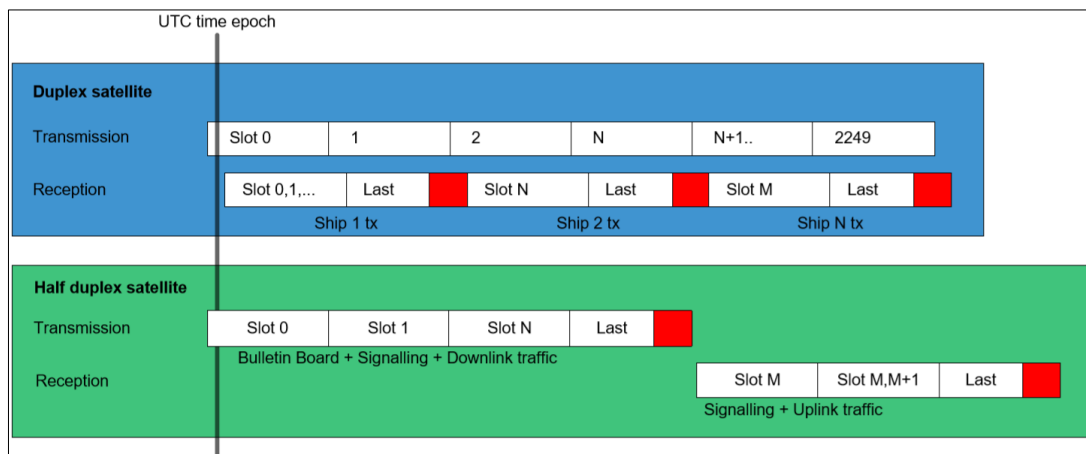 UTC time epoch
Duplex satellite
Transmission Slot 0 1 2 N N+1.. 2249
Reception Slot 0,1,... Last Slot N Last Slot M Last
Ship 1 tx Ship 2 tx Ship N tx
Half duplex satellite
Transmission Slot 0 Slot 1 Slot N Last
Bulletin Board + Signalling + Downlink traffic
Reception Slot M Slot M,M+1 Last
Signalling + Uplink traffic